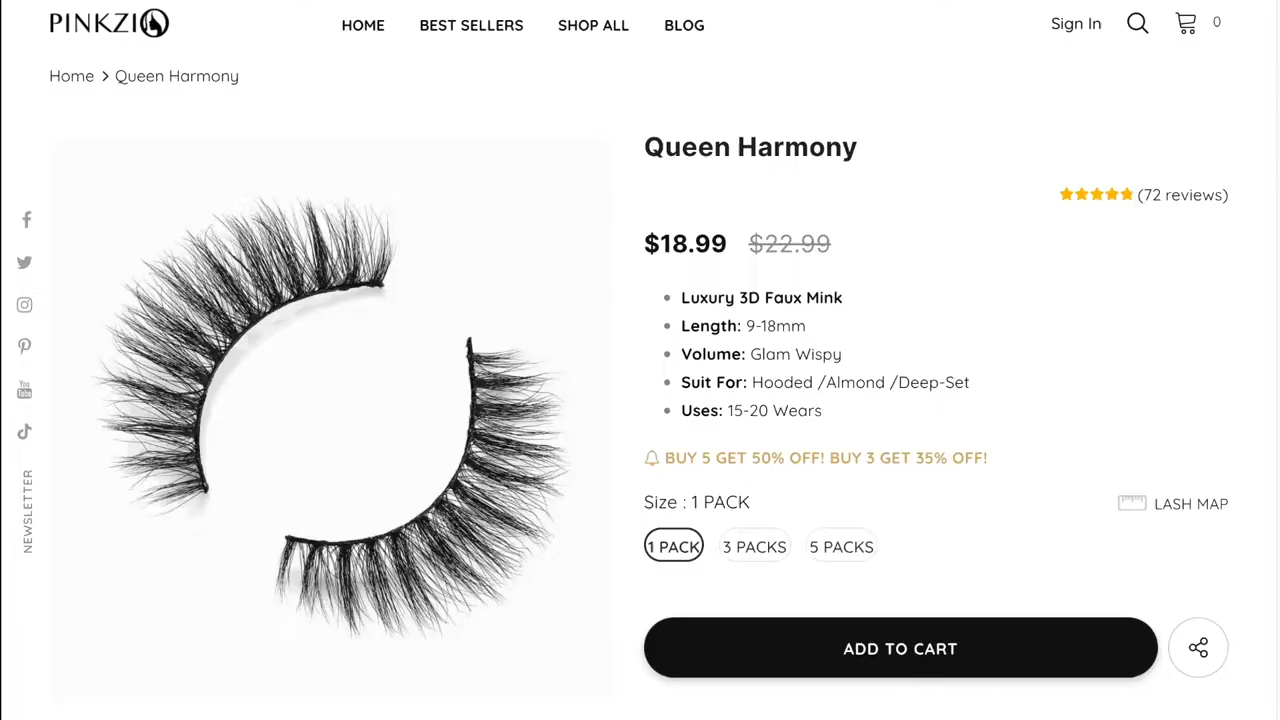 PINKZI
HOME BEST SELLERS SHOP ALL BLOG
Sign In
0
Home > Queen Harmony
Queen Harmony
(72 reviews)
$18.99 $22.99
Luxury 3D Faux Mink
Length: 9-18mm
Volume: Glam Wispy
Suit For: Hooded /Almond /Deep-Set
Uses: 15-20 Wears
BUY 5 GET 50% OFF! BUY 3 GET 35% OFF!
Size : 1 PACK
LASH MAP
1 PACK 3 PACKS 5 PACKS
ADD TO CART
You Tube
NEWSLETTER